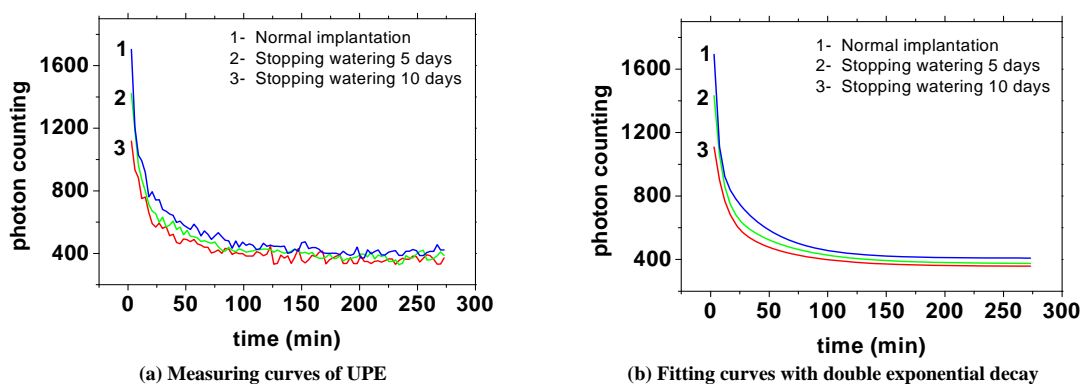 1- Normal implantation
2- Stopping watering 5 days
3- Stopping watering 10 days
1
2
3
1600
1200
800
400
photon counting
0 50 100 150 200 250 300
time (min)
(a) Measuring curves of UPE
1- Normal implantation
2- Stopping watering 5 days
3- Stopping watering 10 days
1
2
3
1600
1200
800
400
photon counting
0 50 100 150 200 250 300
time (min)
(b) Fitting curves with double exponential decay